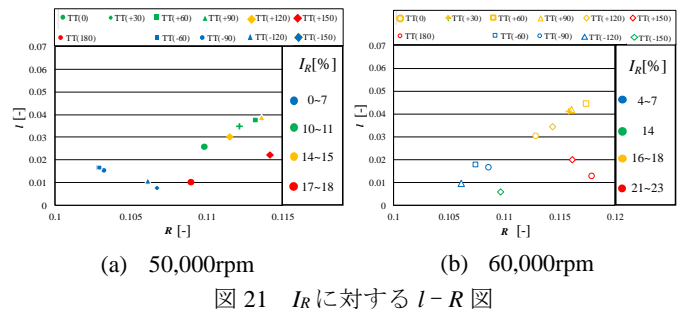 TT(0) TT(+30) TT(+60) TT(+90) TT(+120) TT(+150)
TT(180) TT(-60) TT(-90) TT(-120) TT(-150)
0.07
0.06
0.05
0.04
0.03
0.02
0.01
0
l [-]
0.1 0.105 0.11 0.115
R [-]
I_R[%]
0~7
10~11
14~15
17~18
(a) 50,000rpm
TT(0) TT(+30) TT(+60) TT(+90) TT(+120) TT(+150)
TT(180) TT(-60) TT(-90) TT(-120) TT(-150)
0.07
0.06
0.05
0.04
0.03
0.02
0.01
0
l [-]
0.1 0.105 0.11 0.115 0.12
R [-]
I_R[%]
4~7
14
16~18
21~23
(b) 60,000rpm
図 21 I_Rに対する l－R 図